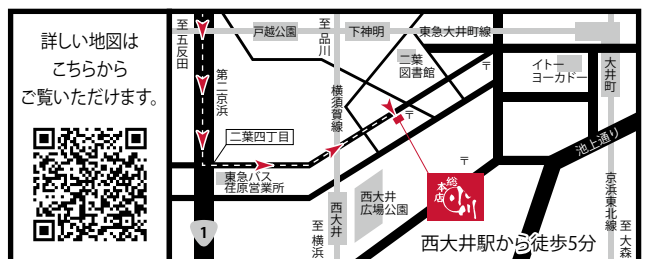 詳しい地図は
こちらから
ご覧いただけます。
至五反田
第二京浜
戸越公園
至品川
下神明
東急大井町線
二葉
図書館
〒
イトー
ヨーカドー
大井町
横須賀線
〒
二葉四丁目
池上通り
東急バス
荏原営業所
〒
西大井
西大井
広場公園
総本店
小川
京浜東北線
1
至横浜
西大井駅から徒歩5分
至大森